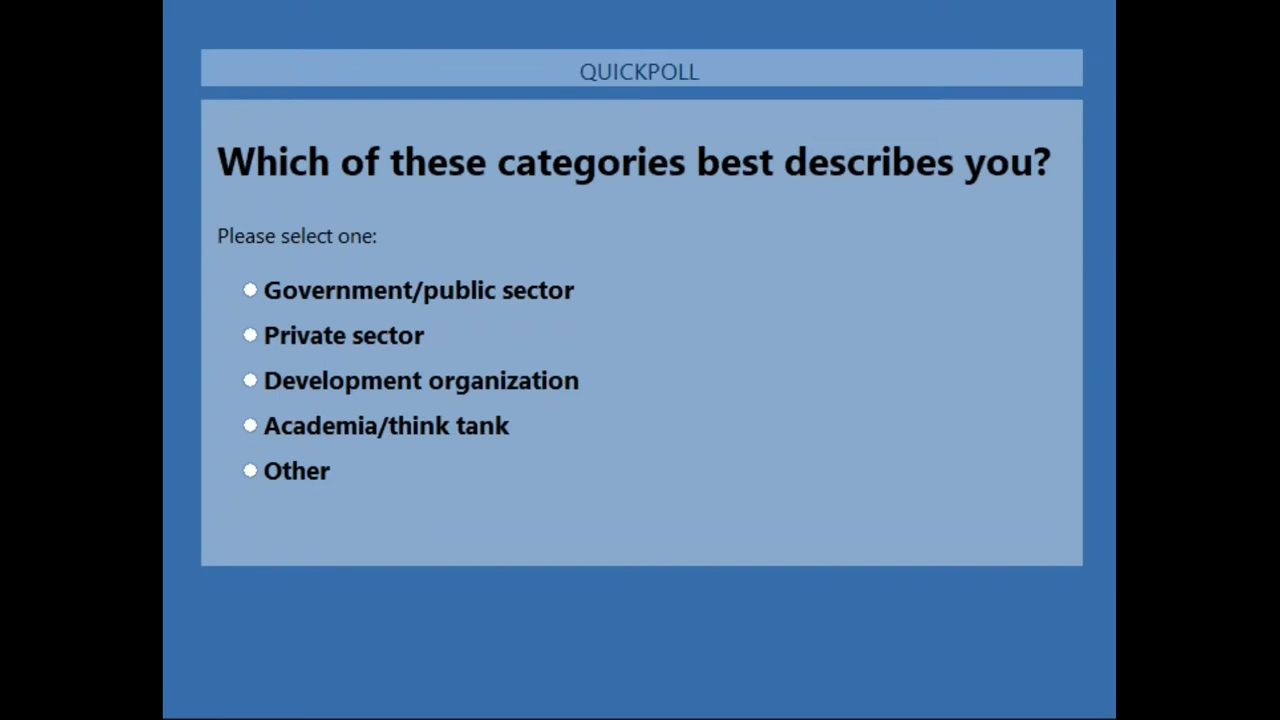 QUICKPOLL
Which of these categories best describes you?
Please select one:
Government/public sector
Private sector
Development organization
Academia/think tank
Other